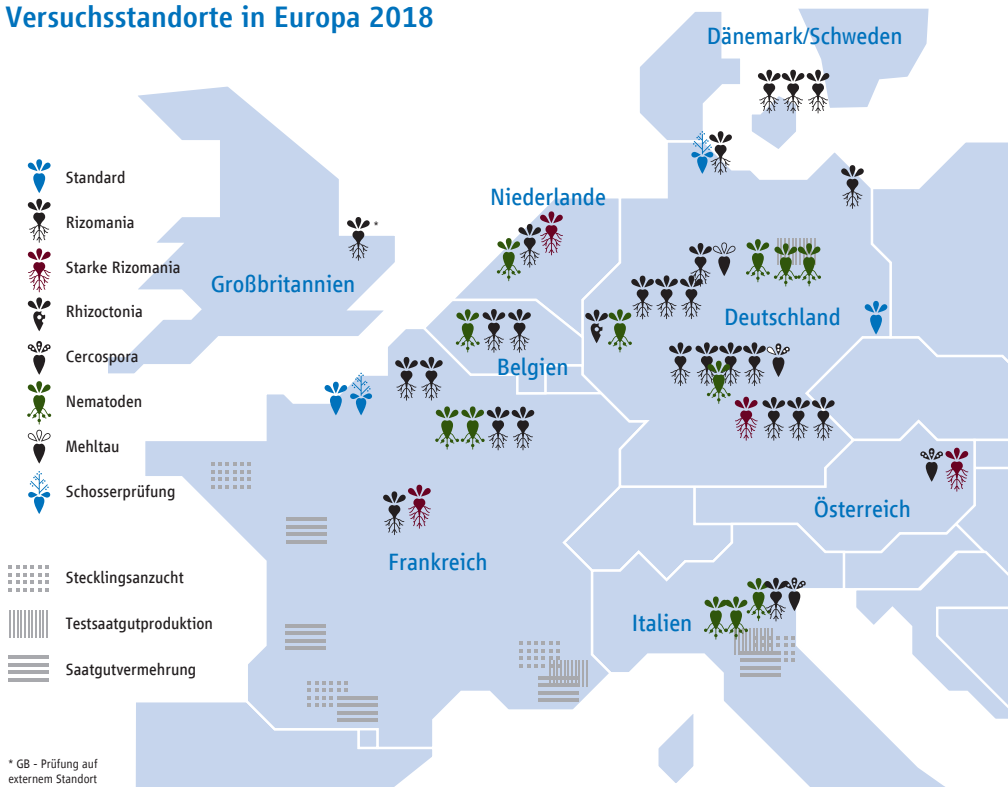 Versuchsstandorte in Europa 2018
Dänemark/Schweden
Standard
Rizomania
Starke Rizomania
Rhizoctonia
Cercospora
Nematoden
Mehltau
Schosserprüfung
Stecklingsanzucht
Testsaatgutproduktion
Saatgutvermehrung
* GB - Prüfung auf
externem Standort
Niederlande
*
Großbritannien
Deutschland
Belgien
Österreich
Frankreich
Italien